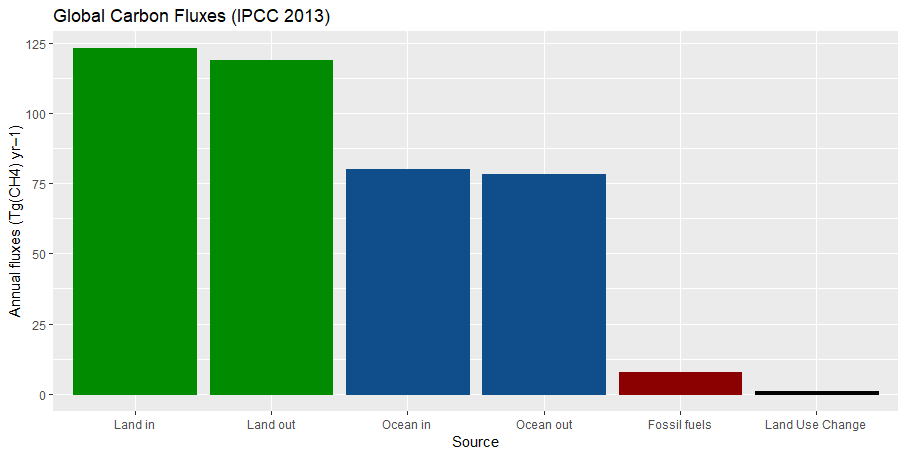 Global Carbon Fluxes (IPCC 2013)
Annual fluxes (Tg(CH4) yr−1)
125
100
75
50
25
0
Land in
Land out
Ocean in
Ocean out
Fossil fuels
Land Use Change
Source